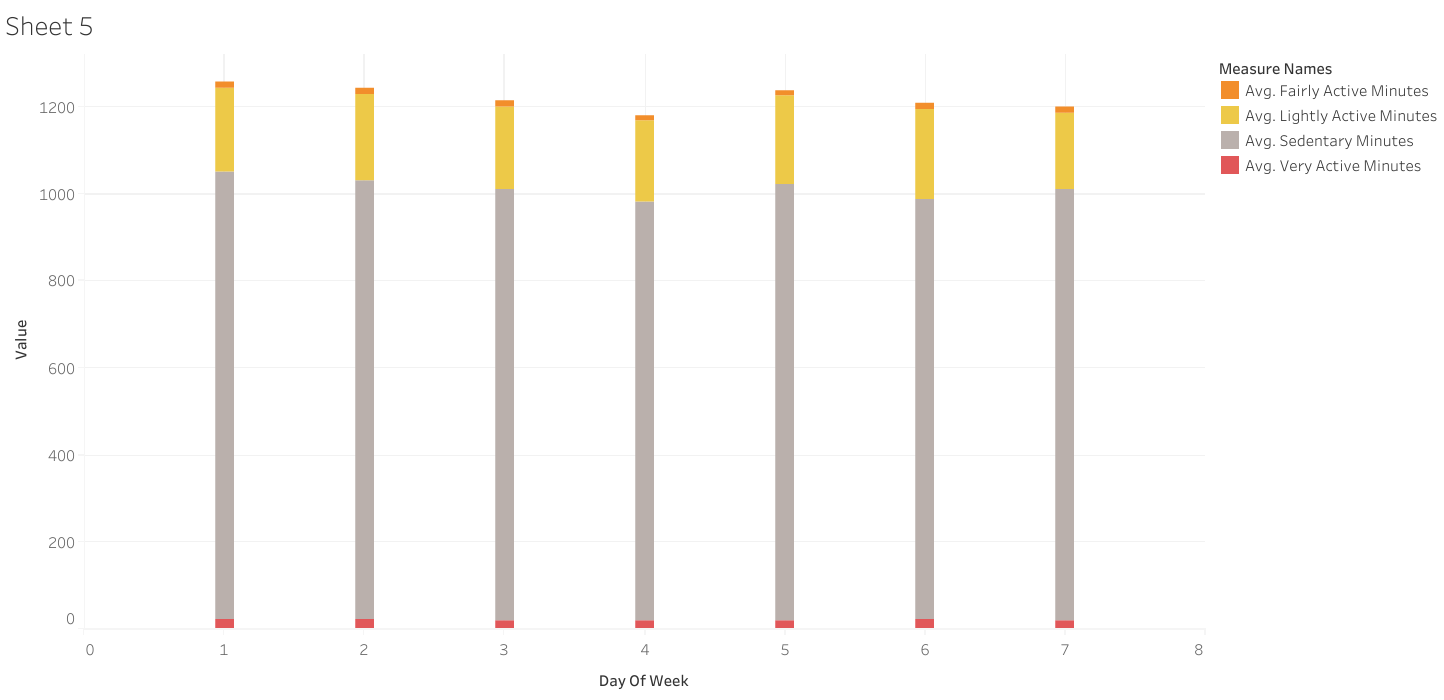 Sheet 5
Measure Names
Avg. Fairly Active Minutes
Avg. Lightly Active Minutes
Avg. Sedentary Minutes
Avg. Very Active Minutes
1200
1000
800
600
400
200
0
Value
0 1 2 3 4 5 6 7 8
Day Of Week